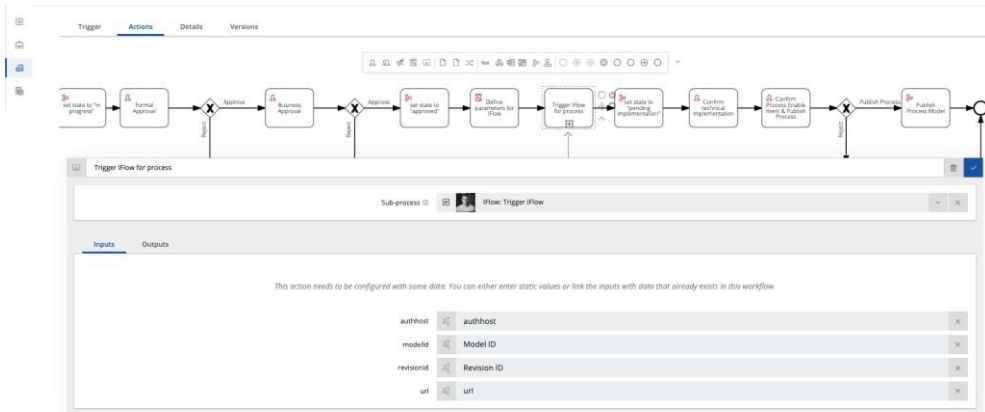 Trigger Actions Details Versions
set state to "in
progress"
Formal
Approval
Approve
Reject
Business
Approval
Approve
Reject
set state to
"approved"
Define
parameters for
IFlow
Trigger IFlow
for process
set state to
"pending
implementation"
Confirm
technical
implementation
Confirm
Process Enable
ment & Publish
Process
Publish Process
Reject
Publish
Process Model
Trigger IFlow for process
Sub-process
IFlow: Trigger IFlow
Inputs Outputs
This action needs to be configured with some data. You can either enter static values or link the inputs with data that already exists in this workflow.
authhost authhost
modelId Model ID
revisionId Revision ID
url url